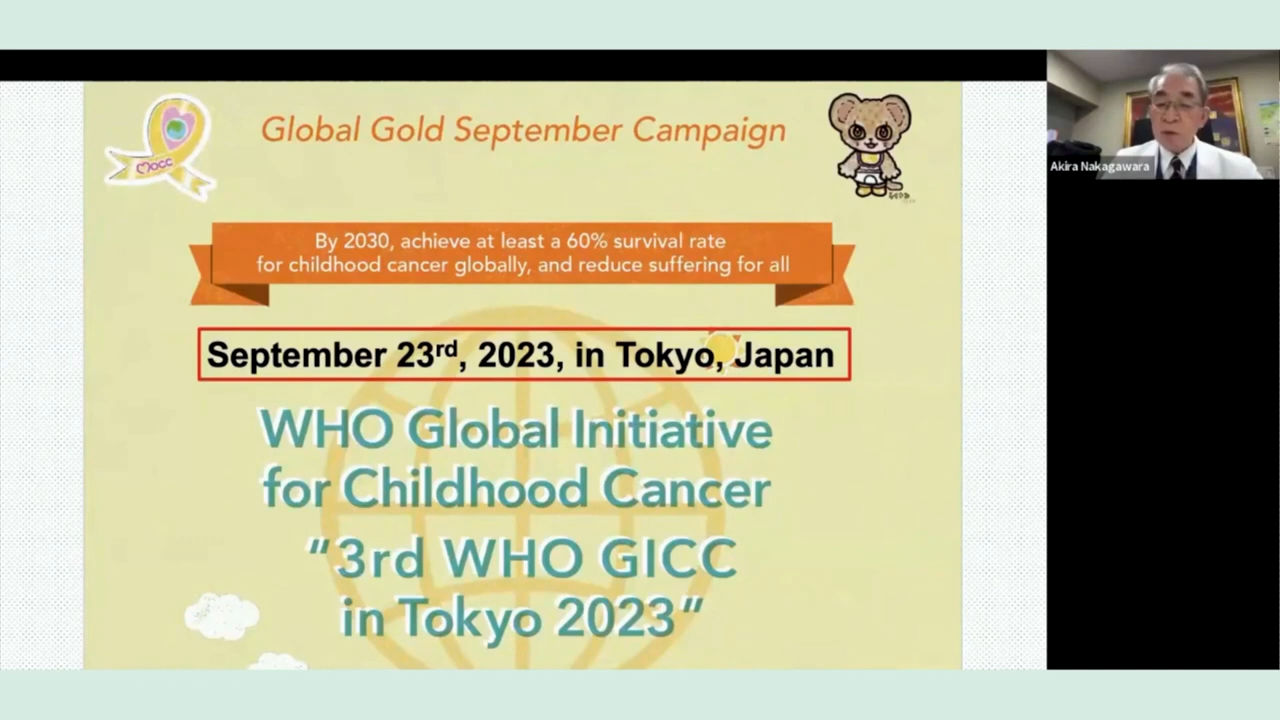 Global Gold September Campaign
Mocc
By 2030, achieve at least a 60% survival rate
for childhood cancer globally, and reduce suffering for all
September 23rd, 2023, in Tokyo, Japan
WHO Global Initiative
for Childhood Cancer
"3rd WHO GICC
in Tokyo 2023"
Akira Nakagawara